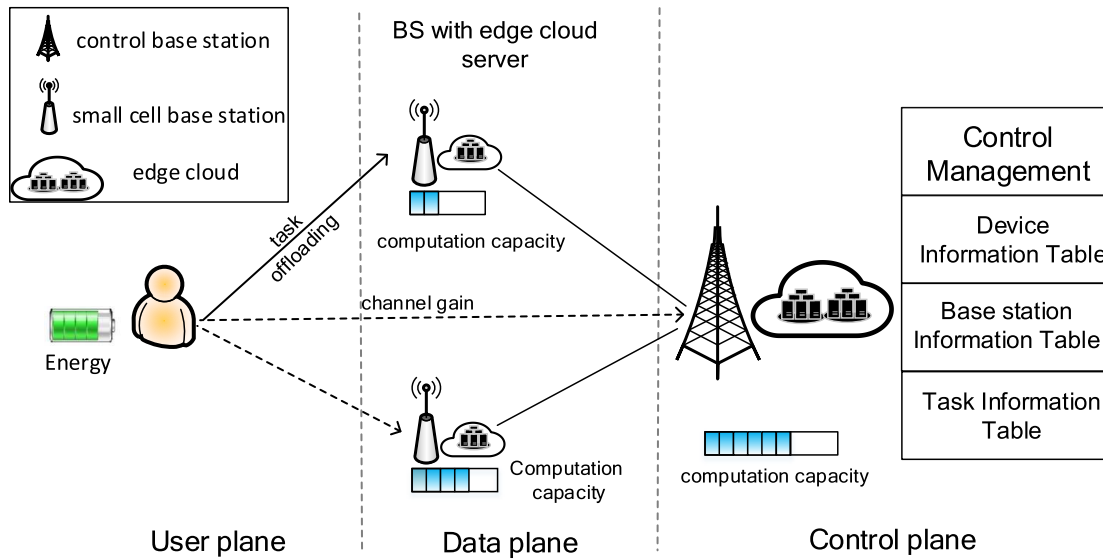 control base station
small cell base station
edge cloud
BS with edge cloud
server
task
offloading
computation capacity
channel gain
Energy
Computation
capacity
computation capacity
Control
Management
Device
Information Table
Base station
Information Table
Task Information
Table
User plane
Data plane
Control plane